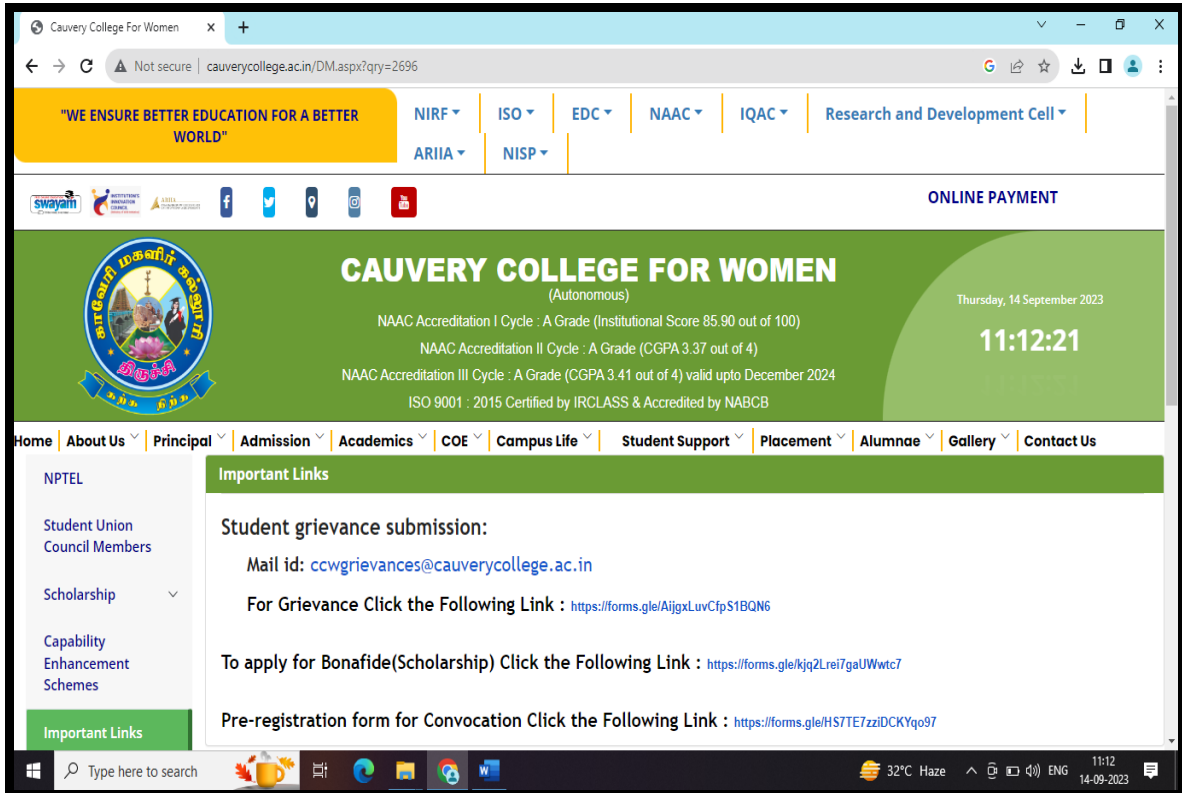 Cauvery College For Women
Not secure | cauverycollege.ac.in/DM.aspx?qry=2696
"WE ENSURE BETTER EDUCATION FOR A BETTER
WORLD"
NIRF ISO EDC NAAC IQAC Research and Development Cell
ARIIA NISP
swayam INSTITUTION'S INNOVATION COUNCIL ARIIA
ONLINE PAYMENT
காவேரி மகளிர் கல்லூரி
திருச்சி
கற்க நிற்க
CAUVERY COLLEGE FOR WOMEN
(Autonomous)
NAAC Accreditation I Cycle : A Grade (Institutional Score 85.90 out of 100)
NAAC Accreditation II Cycle : A Grade (CGPA 3.37 out of 4)
NAAC Accreditation III Cycle : A Grade (CGPA 3.41 out of 4) valid upto December 2024
ISO 9001 : 2015 Certified by IRCLASS & Accredited by NABCB
Thursday, 14 September 2023
11:12:21
Home About Us Principal Admission Academics COE Campus Life Student Support Placement Alumnae Gallery Contact Us
NPTEL
Student Union
Council Members
Scholarship
Capability
Enhancement
Schemes
Important Links
Important Links
Student grievance submission:
Mail id: ccwgrievances@cauverycollege.ac.in
For Grievance Click the Following Link : https://forms.gle/AijgxLuvCfpS1BQN6
To apply for Bonafide(Scholarship) Click the Following Link : https://forms.gle/kjq2Lrei7gaUWwtc7
Pre-registration form for Convocation Click the Following Link : https://forms.gle/HS7TE7zziDCKYqo97
Type here to search
32°C Haze
ENG
11:12
14-09-2023